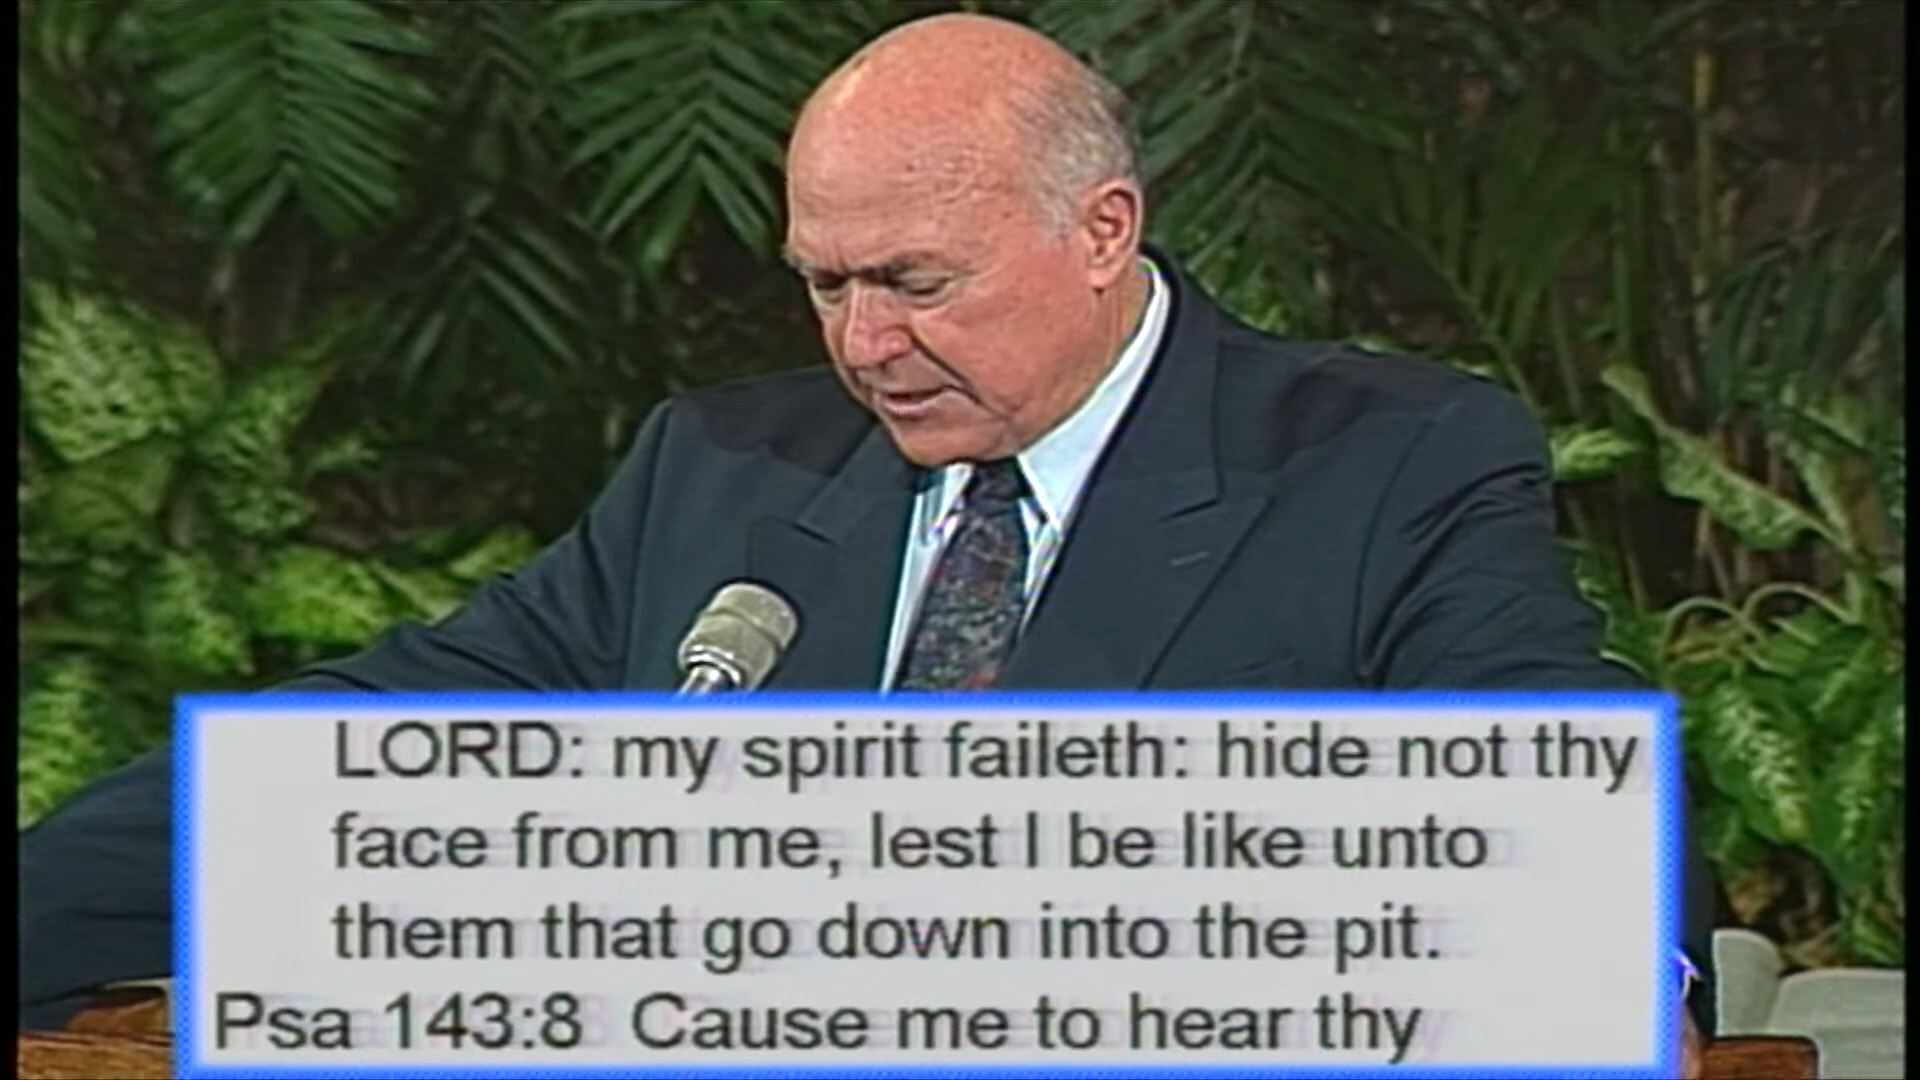 LORD: my spirit faileth: hide not thy
face from me, lest I be like unto
them that go down into the pit.
Psa 143:8 Cause me to hear thy